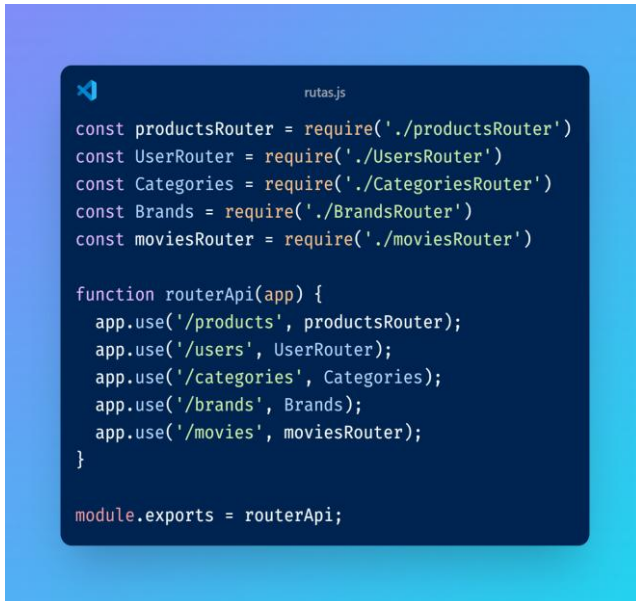 rutas.js
const productsRouter = require('./productsRouter')
const UserRouter = require('./UsersRouter')
const Categories = require('./CategoriesRouter')
const Brands = require('./BrandsRouter')
const moviesRouter = require('./moviesRouter')
function routerApi(app) {
  app.use('/products', productsRouter);
  app.use('/users', UserRouter);
  app.use('/categories', Categories);
  app.use('/brands', Brands);
  app.use('/movies', moviesRouter);
}
module.exports = routerApi;